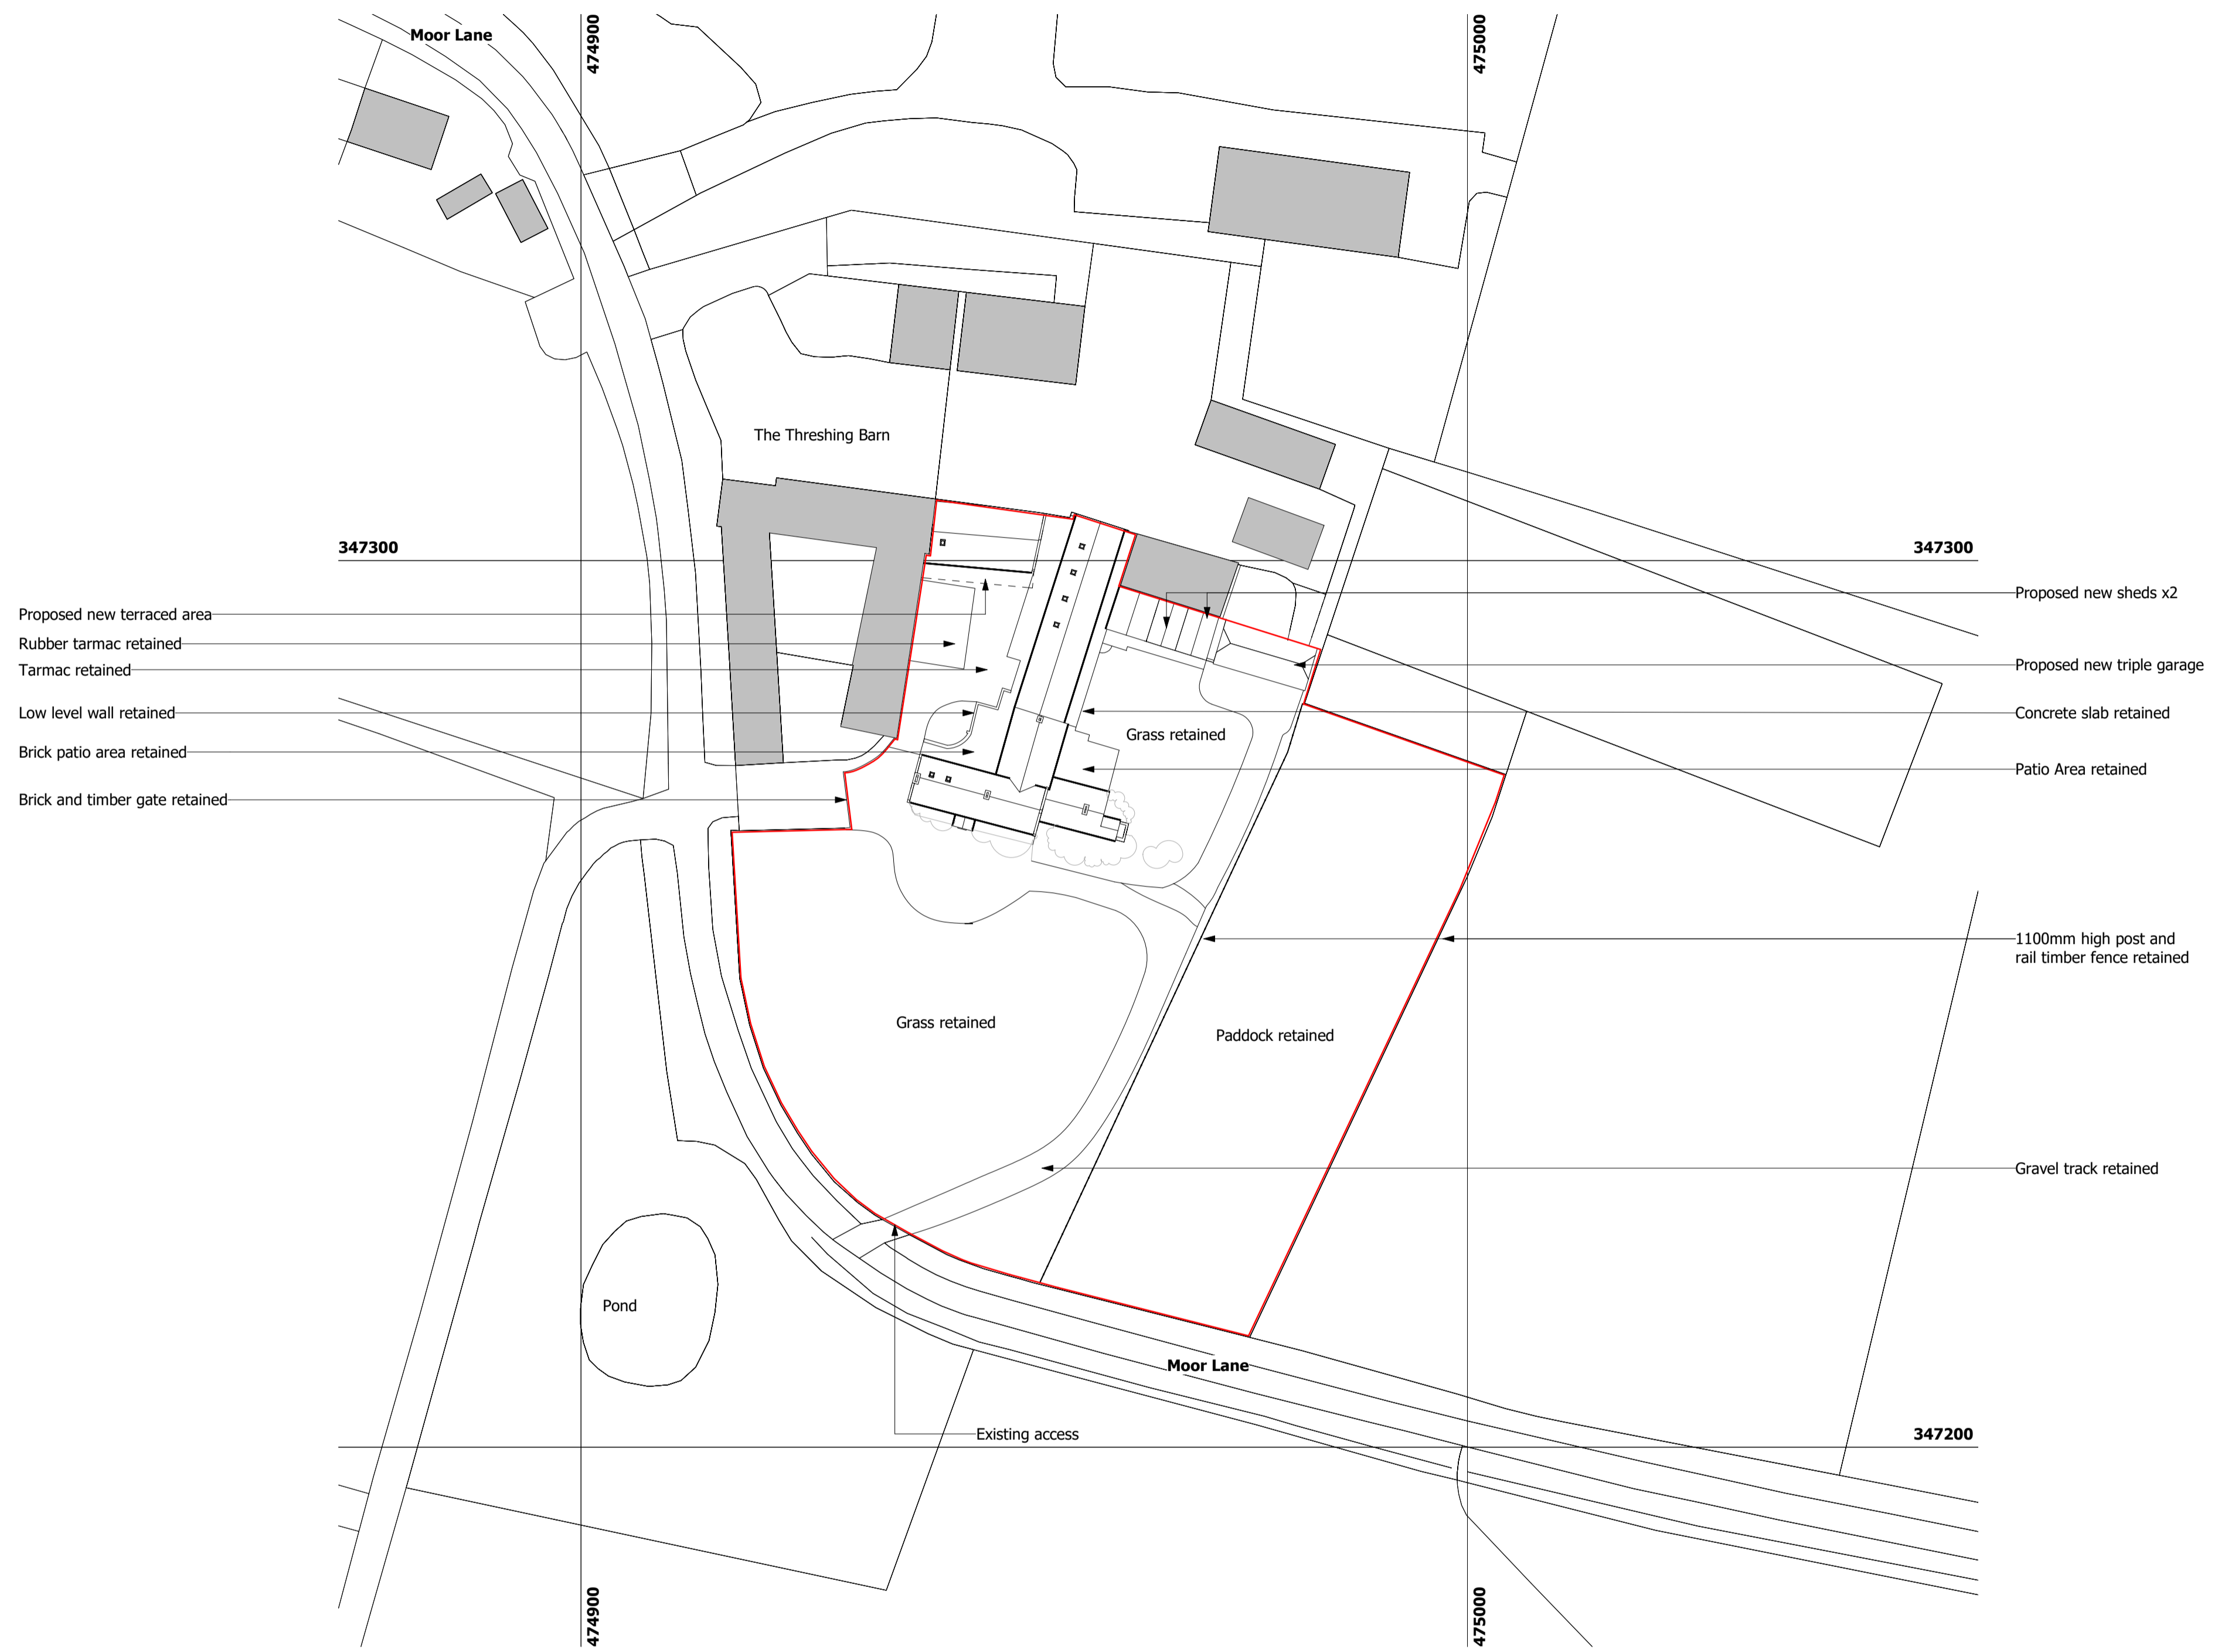 Moor Lane
474900
475000
The Threshing Barn
347300
347300
Proposed new terraced area
Rubber tarmac retained
Tarmac retained
Low level wall retained
Brick patio area retained
Brick and timber gate retained
Proposed new sheds x2
Proposed new triple garage
Concrete slab retained
Grass retained
Patio Area retained
1100mm high post and
rail timber fence retained
Grass retained
Paddock retained
Gravel track retained
Pond
Moor Lane
Existing access
347200
474900
475000